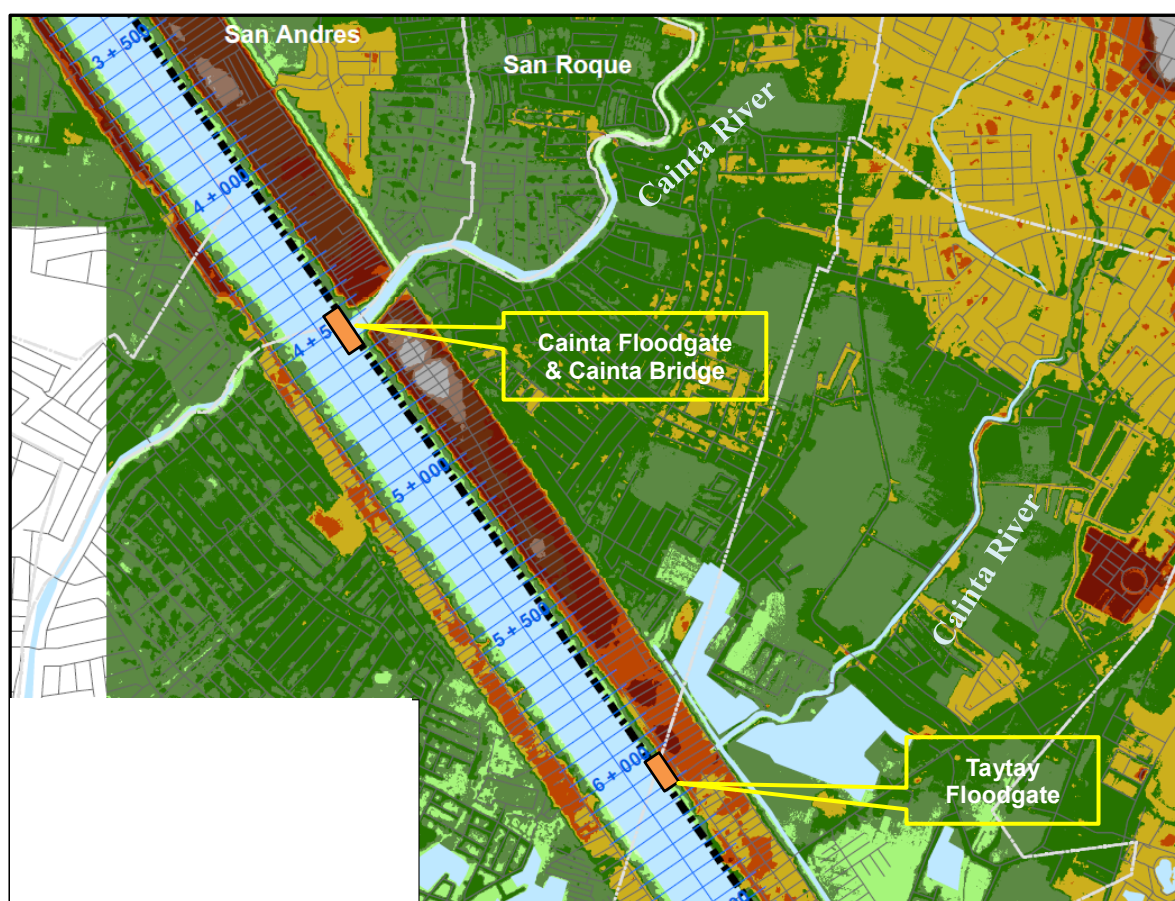 San Andres
San Roque
Cainta River
3 + 500
4 + 000
Cainta Floodgate
& Cainta Bridge
5 + 000
Cainta River
5 + 500
6 + 000
Taytay
Floodgate